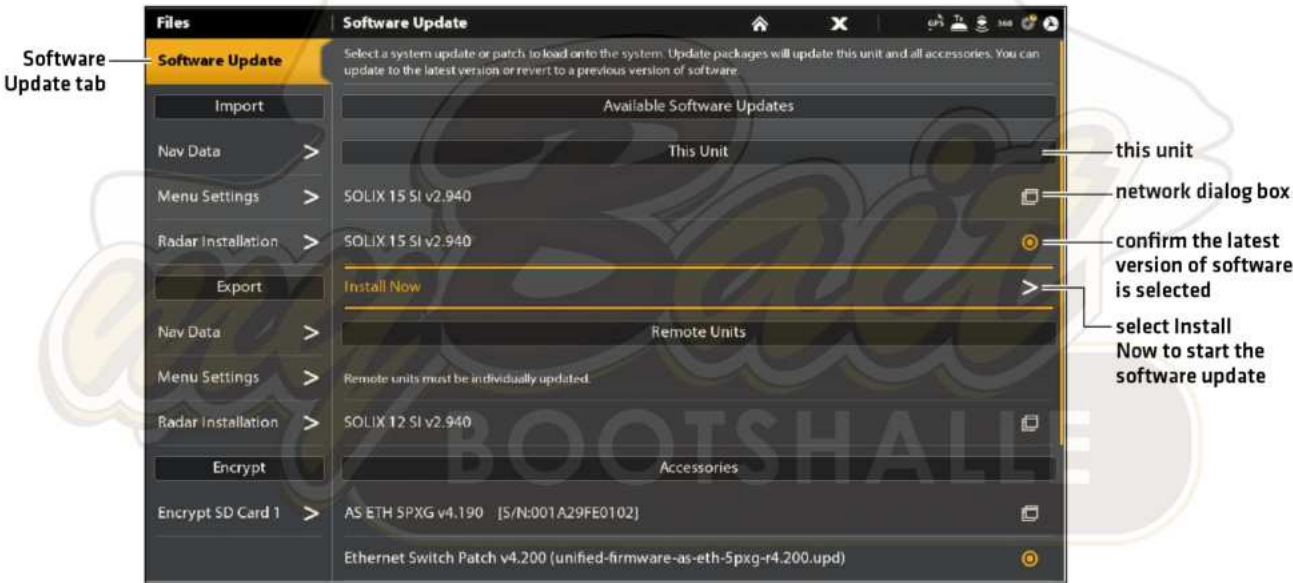 Files
Software Update
GPS
360
Software
Update tab
Software Update
Select a system update or patch to load onto the system. Update packages will update this unit and all accessories. You can
update to the latest version or revert to a previous version of software.
Import
Available Software Updates
Nav Data
This Unit
this unit
Menu Settings
SOLIX 15 SI v2.940
network dialog box
Radar Installation
SOLIX 15 SI v2.940
confirm the latest
version of software
is selected
Export
Install Now
select Install
Now to start the
software update
Nav Data
Remote Units
Menu Settings
Remote units must be individually updated.
Radar Installation
SOLIX 12 SI v2.940
Encrypt
Accessories
Encrypt SD Card 1
AS ETH 5PXG v4.190 [S/N:001A29FE0102]
Ethernet Switch Patch v4.200 (unified-firmware-as-eth-5pxg-r4.200.upd)
my Bait
BOOTSHALLE